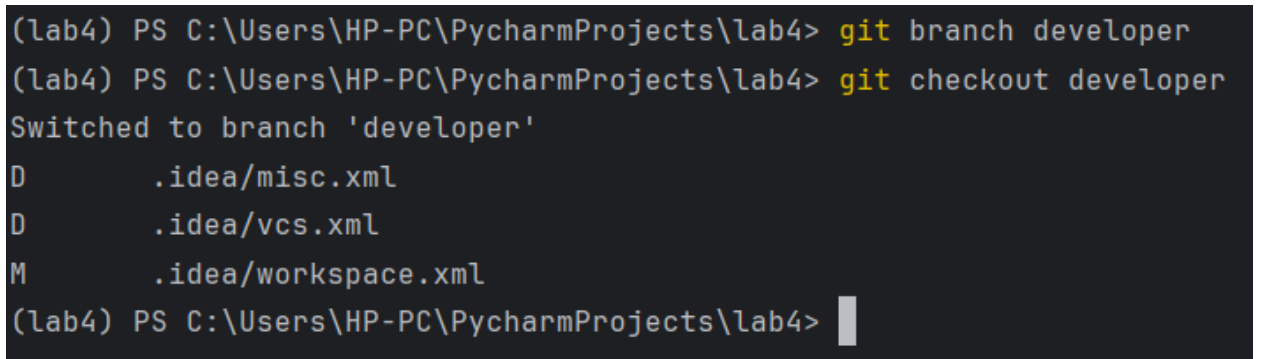 (lab4) PS C:\Users\HP-PC\PycharmProjects\lab4> git branch developer
(lab4) PS C:\Users\HP-PC\PycharmProjects\lab4> git checkout developer
Switched to branch 'developer'
D       .idea/misc.xml
D       .idea/vcs.xml
M       .idea/workspace.xml
(lab4) PS C:\Users\HP-PC\PycharmProjects\lab4>